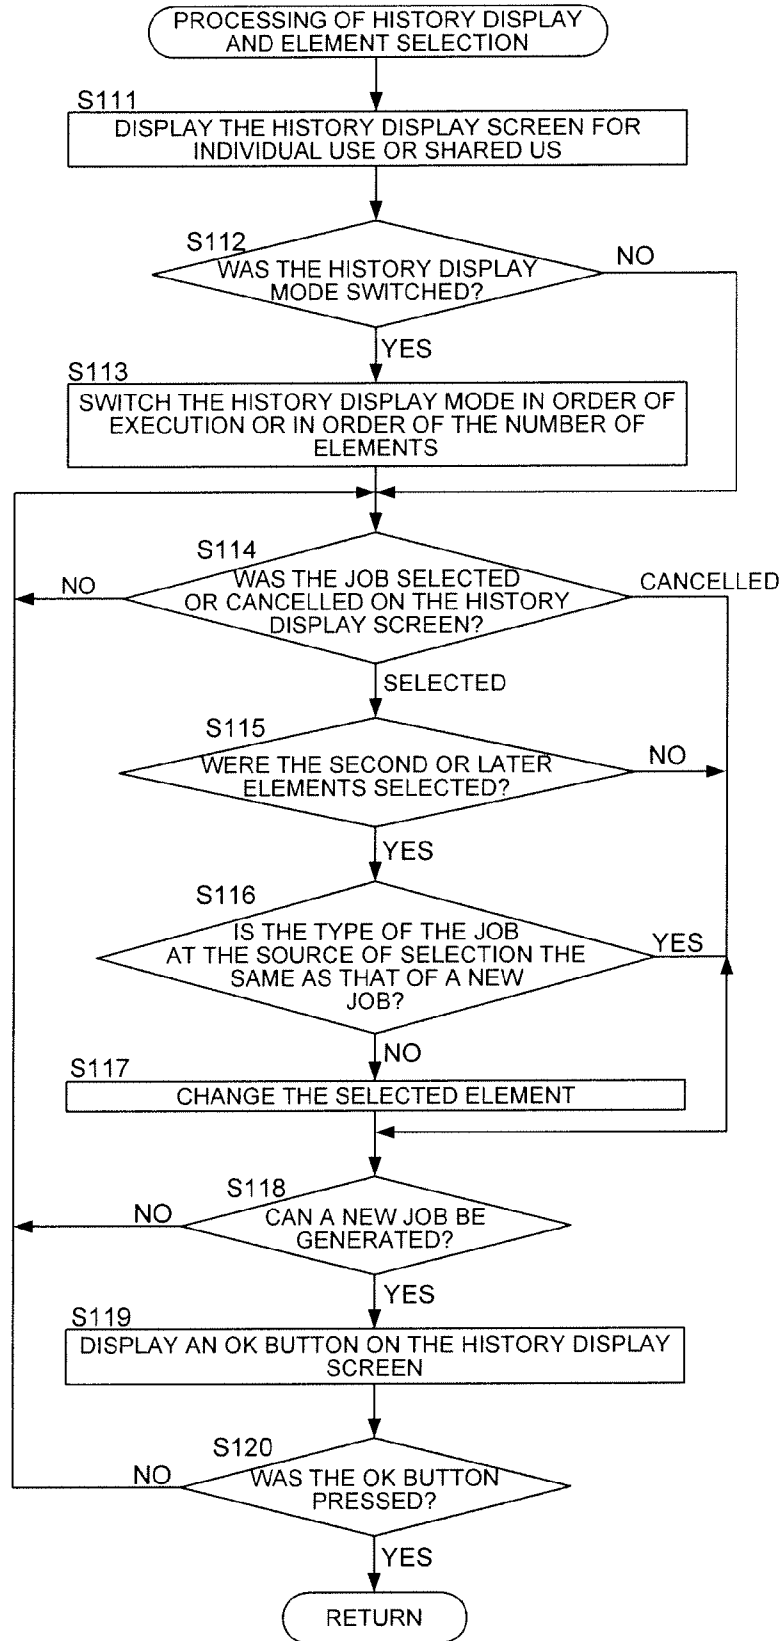 PROCESSING OF HISTORY DISPLAY
AND ELEMENT SELECTION
S111
DISPLAY THE HISTORY DISPLAY SCREEN FOR
INDIVIDUAL USE OR SHARED US
S112
WAS THE HISTORY DISPLAY
MODE SWITCHED?
NO
YES
S113
SWITCH THE HISTORY DISPLAY MODE IN ORDER OF
EXECUTION OR IN ORDER OF THE NUMBER OF
ELEMENTS
S114
WAS THE JOB SELECTED
OR CANCELLED ON THE HISTORY
DISPLAY SCREEN?
NO
CANCELLED
SELECTED
S115
WERE THE SECOND OR LATER
ELEMENTS SELECTED?
NO
YES
S116
IS THE TYPE OF THE JOB
AT THE SOURCE OF SELECTION THE
SAME AS THAT OF A NEW
JOB?
YES
NO
S117
CHANGE THE SELECTED ELEMENT
S118
CAN A NEW JOB BE
GENERATED?
NO
YES
S119
DISPLAY AN OK BUTTON ON THE HISTORY DISPLAY
SCREEN
S120
WAS THE OK BUTTON
PRESSED?
NO
YES
RETURN